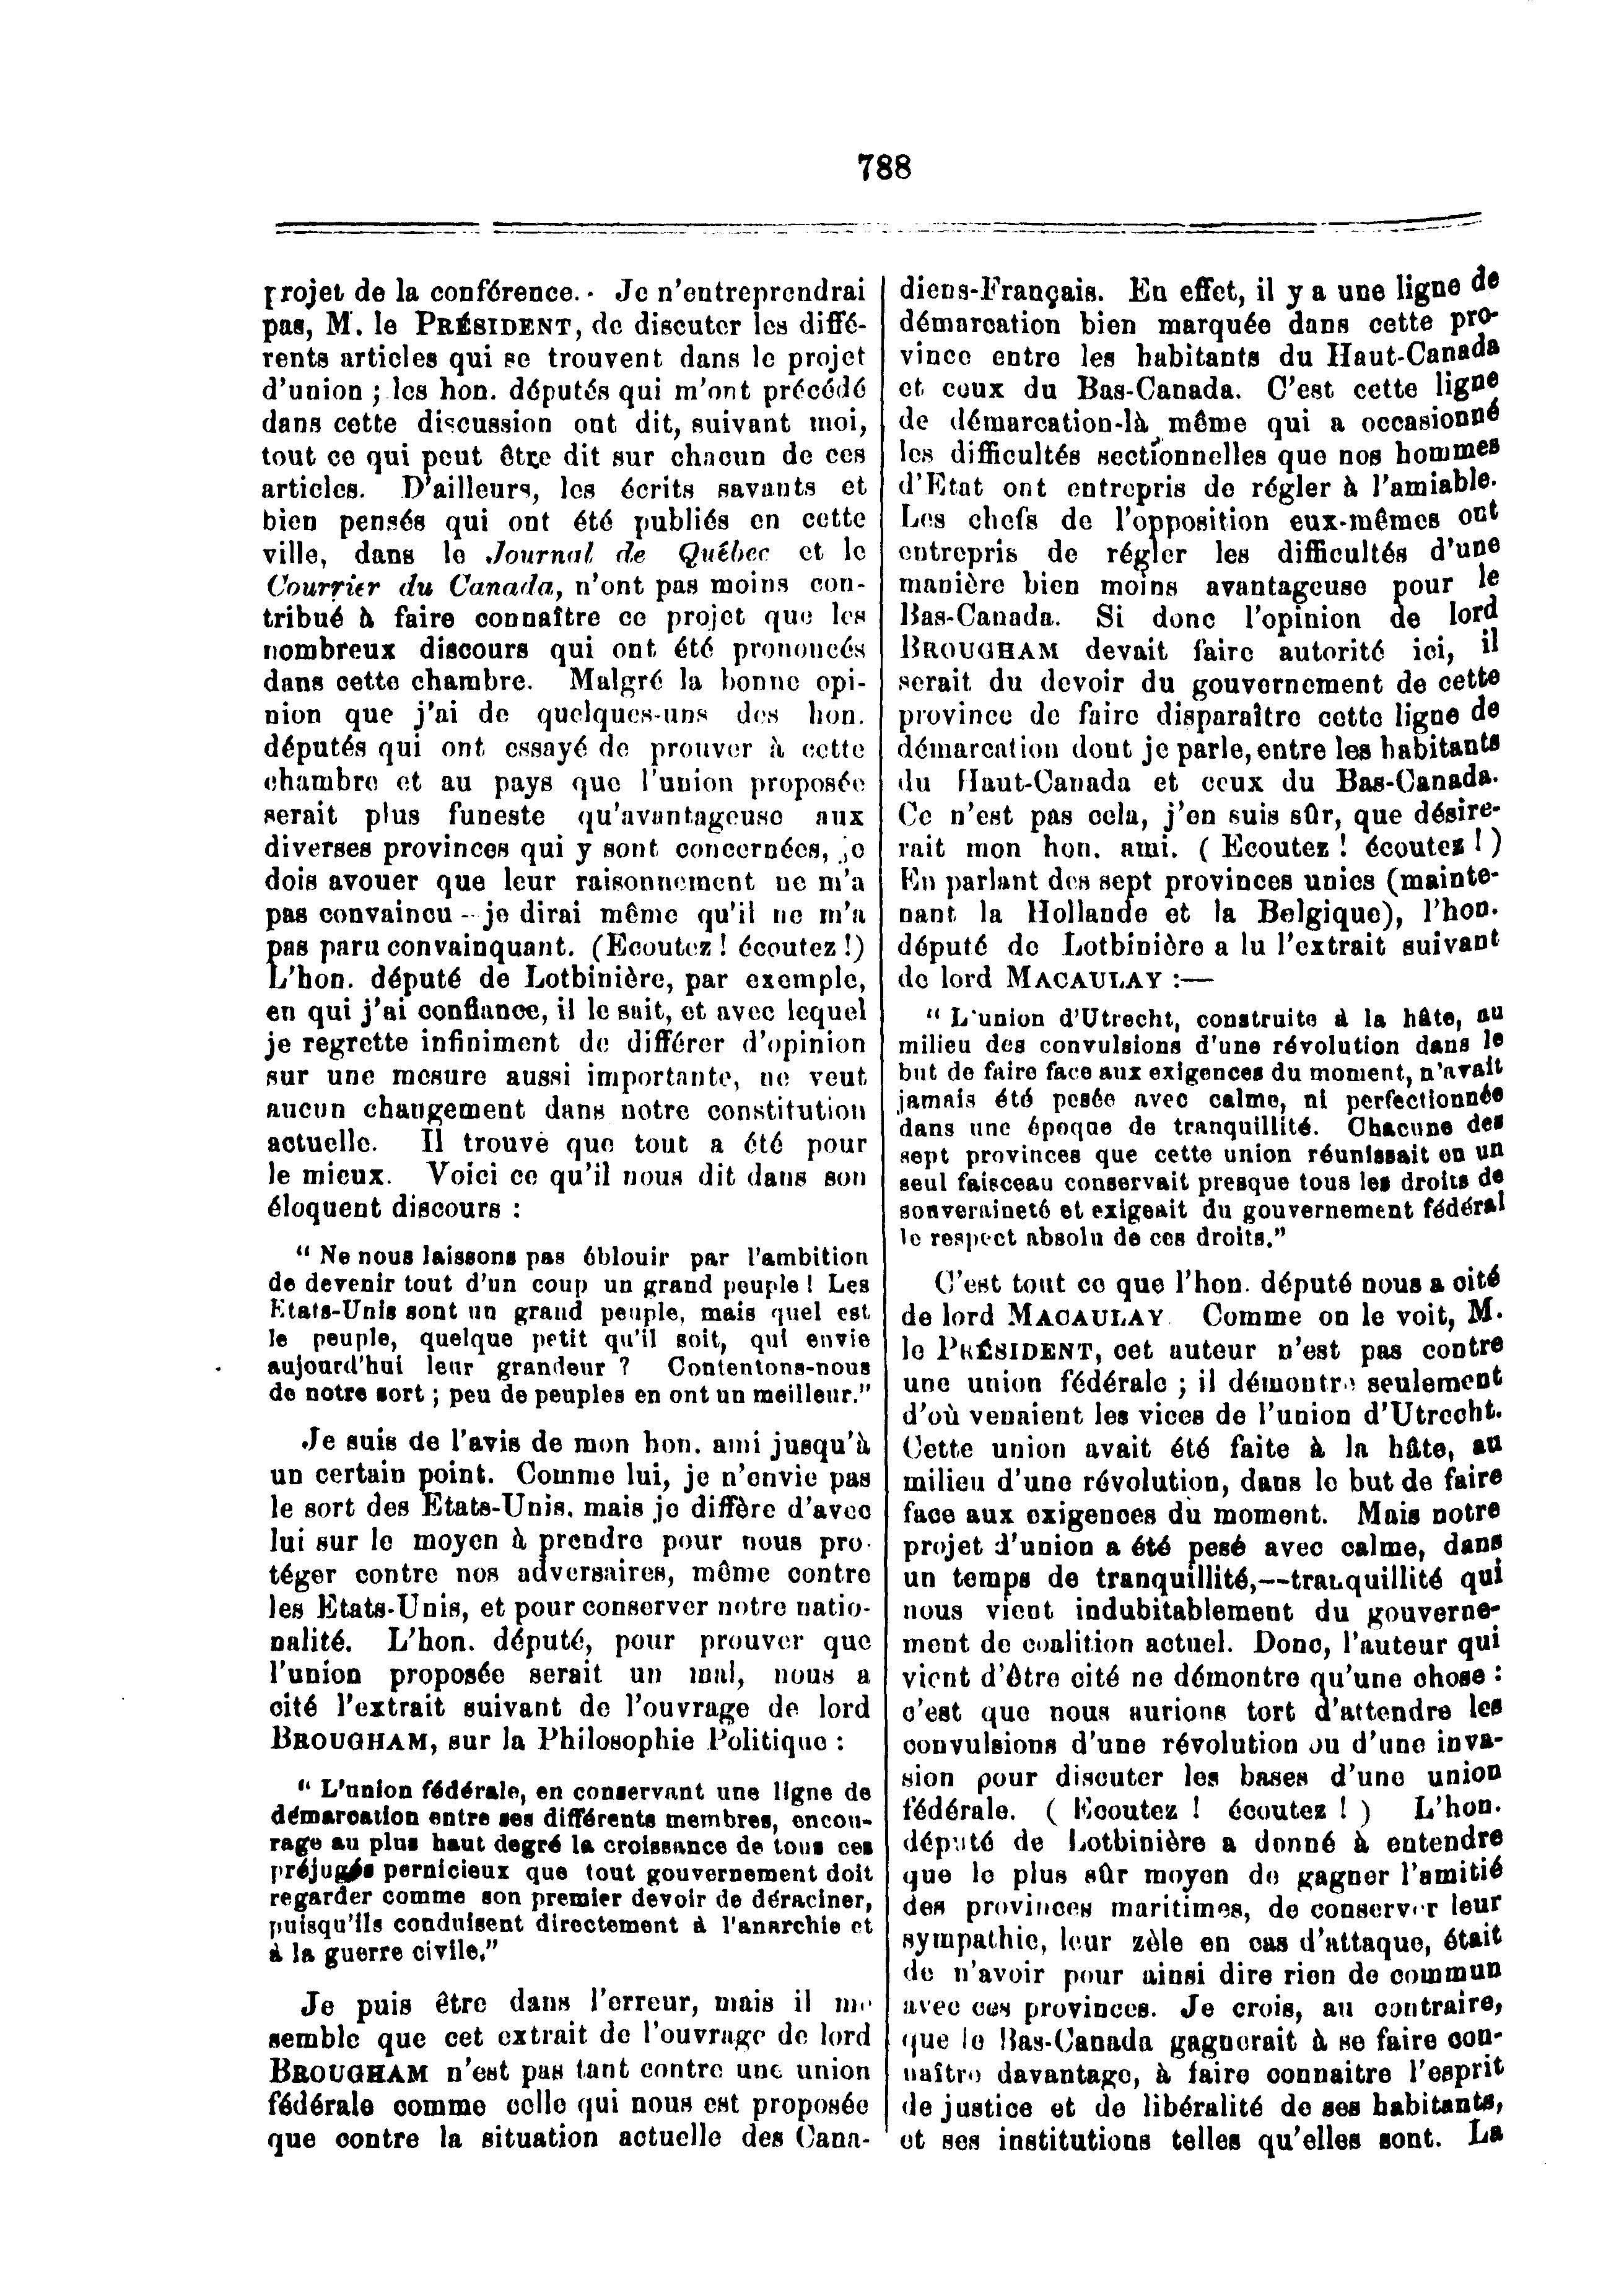 788
projet de la conférence. Je n'entreprendrai
pas, M. le PRÉSIDENT, de discuter les diffé-
rents articles qui se trouvent dans le projet
d'union ; les hon. députés qui m'ont précédé
dans cette discussion ont dit, suivant moi,
tout ce qui peut être dit sur chacun de ces
articles. D'ailleurs, les écrits savants et
bien pensés qui ont été publiés en cette
ville, dans le Journal de Québec et le
Courrier du Canada, n'ont pas moins con-
tribué à faire connaître ce projet que les
nombreux discours qui ont été prononcés
dans cette chambre. Malgré la bonne opi-
nion que j'ai de quelques-uns des hon.
députés qui ont essayé de prouver à cette
chambre et au pays que l'union proposée
serait plus funeste qu'avantageuse aux
diverses provinces qui y sont concernées, je
dois avouer que leur raisonnement ne m'a
pas convaincu -- je dirai même qu'il ne m'a
pas paru convainquant. (Ecoutez ! écoutez !)
L'hon. député de Lotbinière, par exemple,
en qui j'ai confiance, il le sait, et avec lequel
je regrette infiniment de différer d'opinion
sur une mesure aussi importante, ne veut
aucun changement dans notre constitution
actuelle. Il trouve que tout a été pour
le mieux. Voici ce qu'il nous dit dans son
éloquent discours :
" Ne nous laissons pas éblouir par l'ambition
de devenir tout d'un coup un grand peuple ! Les
Etats-Unis sont un grand peuple, mais quel est
le peuple, quelque petit qu'il soit, qui envie
aujourd'hui leur grandeur ? Contentons-nous
de notre sort ; peu de peuples en ont un meilleur."
Je suis de l'avis de mon hon. ami jusqu'à
un certain point. Comme lui, je n'envie pas
le sort des Etats-Unis. mais je diffère d'avec
lui sur le moyen à prendre pour nous pro-
téger contre nos adversaires, même contre
les Etats-Unis, et pour conserver notre natio-
nalité. L'hon. député, pour prouver que
l'union proposée serait un mal, nous a
cité l'extrait suivant de l'ouvrage de lord
BROUGHAM, sur la Philosophie Politique :
" L'union fédérale, en conservant une ligne de
démarcation entre ses différents membres, encou-
rage au plus haut degré la croissance de tous ces
préjugés pernicieux que tout gouvernement doit
regarder comme son premier devoir de déraciner,
puisqu'ils conduisent directement à l'anarchie et
à la guerre civile."
Je puis être dans l'erreur, mais il me
semble que cet extrait de l'ouvrage de lord
BROUGHAM n'est pas tant contre une union
fédérale comme celle qui nous est proposée
que contre la situation actuelle des Cana-
diens-Français. En effet, il y a une ligne de
démarcation bien marquée dans cette pro-
vince entre les habitants du Haut-Canada
et ceux du Bas-Canada. C'est cette ligne
de démarcation-là même qui a occasionné
les difficultés sectionnelles que nos hommes
d'Etat ont entrepris de régler à l'amiable.
Les chefs de l'opposition eux-mêmes ont
entrepris de régler les difficultés d'une
manière bien moins avantageuse pour le
Bas-Canada. Si donc l'opinion de lord
BROUGHAM devait faire autorité ici, il
serait du devoir du gouvernement de cette
province de faire disparaître cette ligne de
démarcation dont je parle, entre les habitants
du Haut-Canada et ceux du Bas-Canada.
Ce n'est pas cela, j'en suis sûr, que désire-
rait mon hon. ami. ( Ecoutez ! écoutez ! )
En parlant des sept provinces unies (mainte-
nant la Hollande et la Belgique), l'hon.
député de Lotbinière a lu l'extrait suivant
de lord MACAULAY :—
" L'union d'Utrecht, construite à la hâte, au
milieu des convulsions d'une révolution dans le
but de faire face aux exigences du moment, n'avait
jamais été pesée avec calme, ni perfectionnée
dans une époque de tranquillité. Chacune des
sept provinces que cette union réunissait en un
seul faisceau conservait presque tous les droits de
souveraineté et exigeait du gouvernement fédéral
le respect absolu de ces droits."
C'est tout ce que l'hon. député nous a cité
de lord MACAULAY Comme on le voit, M.
le PRÉSIDENT, cet auteur n'est pas contre
une union fédérale ; il démontre seulement
d'où venaient les vices de l'union d'Utrecht.
Cette union avait été faite à la hâte, au
milieu d'une révolution, dans le but de faire
face aux exigences du moment. Mais notre
projet d'union a été pesé avec calme, dans
un temps de tranquillité,--tranquillité qui
nous vient indubitablement du gouverne-
ment de coalition actuel. Donc, l'auteur qui
vient d'être cité ne démontre qu'une chose :
c'est que nous aurions tort d'attendre les
convulsions d'une révolution ou d'une inva-
sion pour discuter les bases d'une union
fédérale. ( Ecoutez ! écoutez ! ) L'hon.
député de Lotbinière a donné à entendre
que le plus sûr moyen de gagner l'amitié
des provinces maritimes, de conserver leur
sympathie, leur zèle en cas d'attaque, était
de n'avoir pour ainsi dire rien de commun
avec ces provinces. Je crois, au contraire,
que le Bas-Canada gagnerait à se faire con-
naître davantage, à faire connaitre l'esprit
de justice et de libéralité de ses habitants,
et ses institutions telles qu'elles sont. La